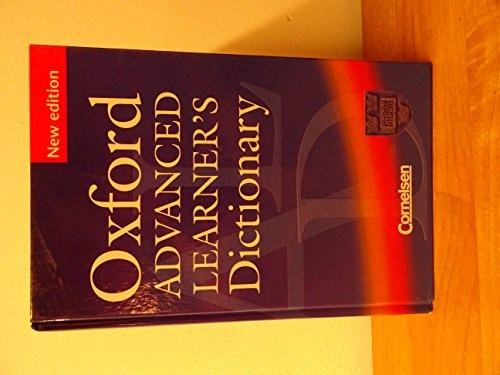 New edition
Oxford
ADVANCED
LEARNER'S
Dictionary
Cornelsen